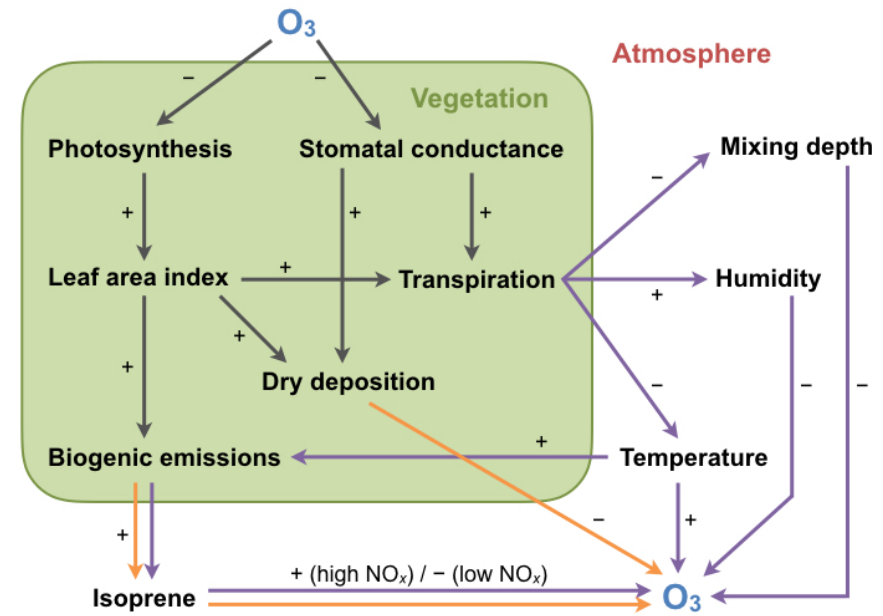 O₃
Atmosphere
– –
Vegetation
Photosynthesis Stomatal conductance Mixing depth
–
+ + +
Leaf area index + Transpiration Humidity
+
+
Dry deposition
+ – – –
+
Biogenic emissions Temperature
– +
+
+ (high NOₓ) / – (low NOₓ)
Isoprene O₃